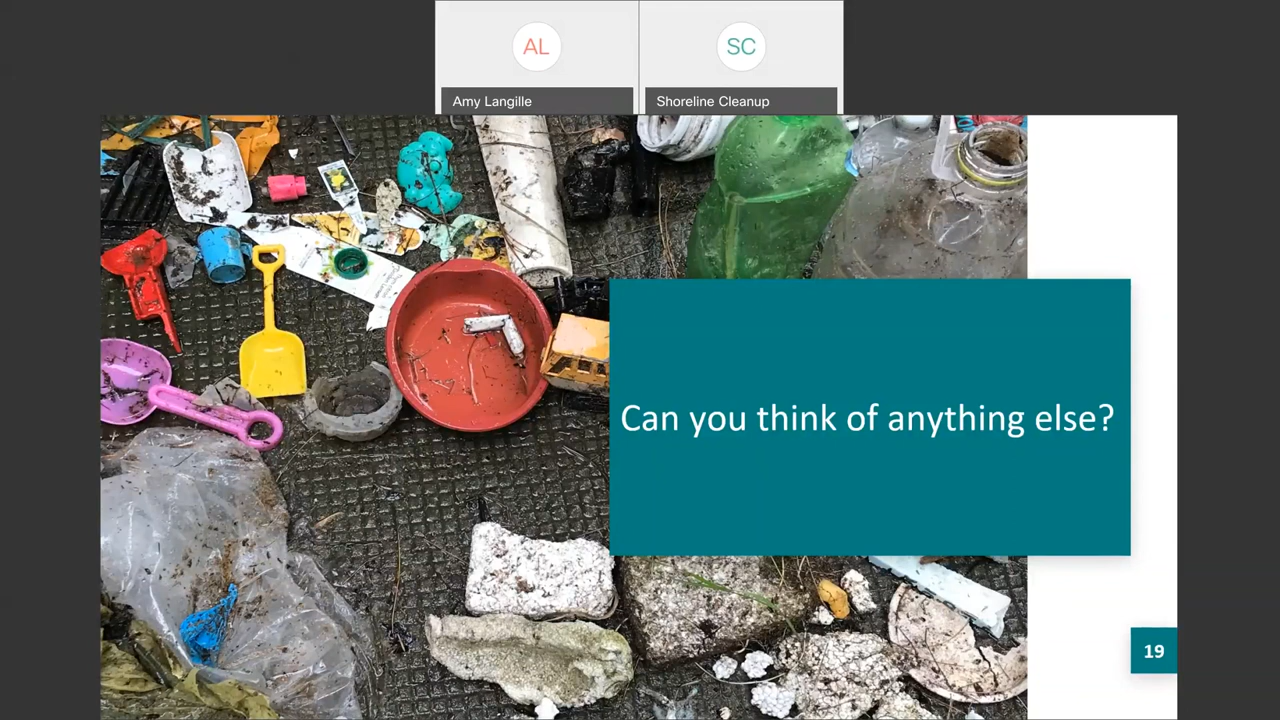 AL
SC
Amy Langille
Shoreline Cleanup
Can you think of anything else?
19